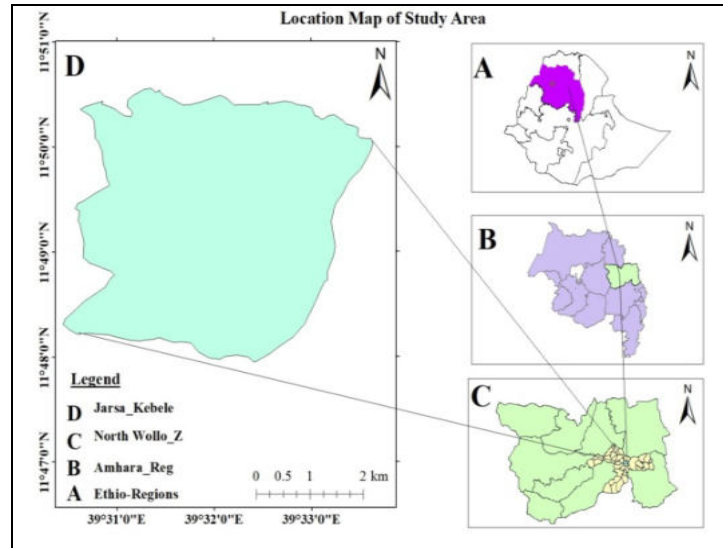 Location Map of Study Area
D
N
11°51'0"N
11°50'0"N
11°49'0"N
11°48'0"N
11°47'0"N
Legend
D Jarsa_Kebele
C North Wollo_Z
B Amhara_Reg
A Ethio-Regions
0 0.5 1 2 km
39°31'0"E 39°32'0"E 39°33'0"E
A
N
B
N
C
N